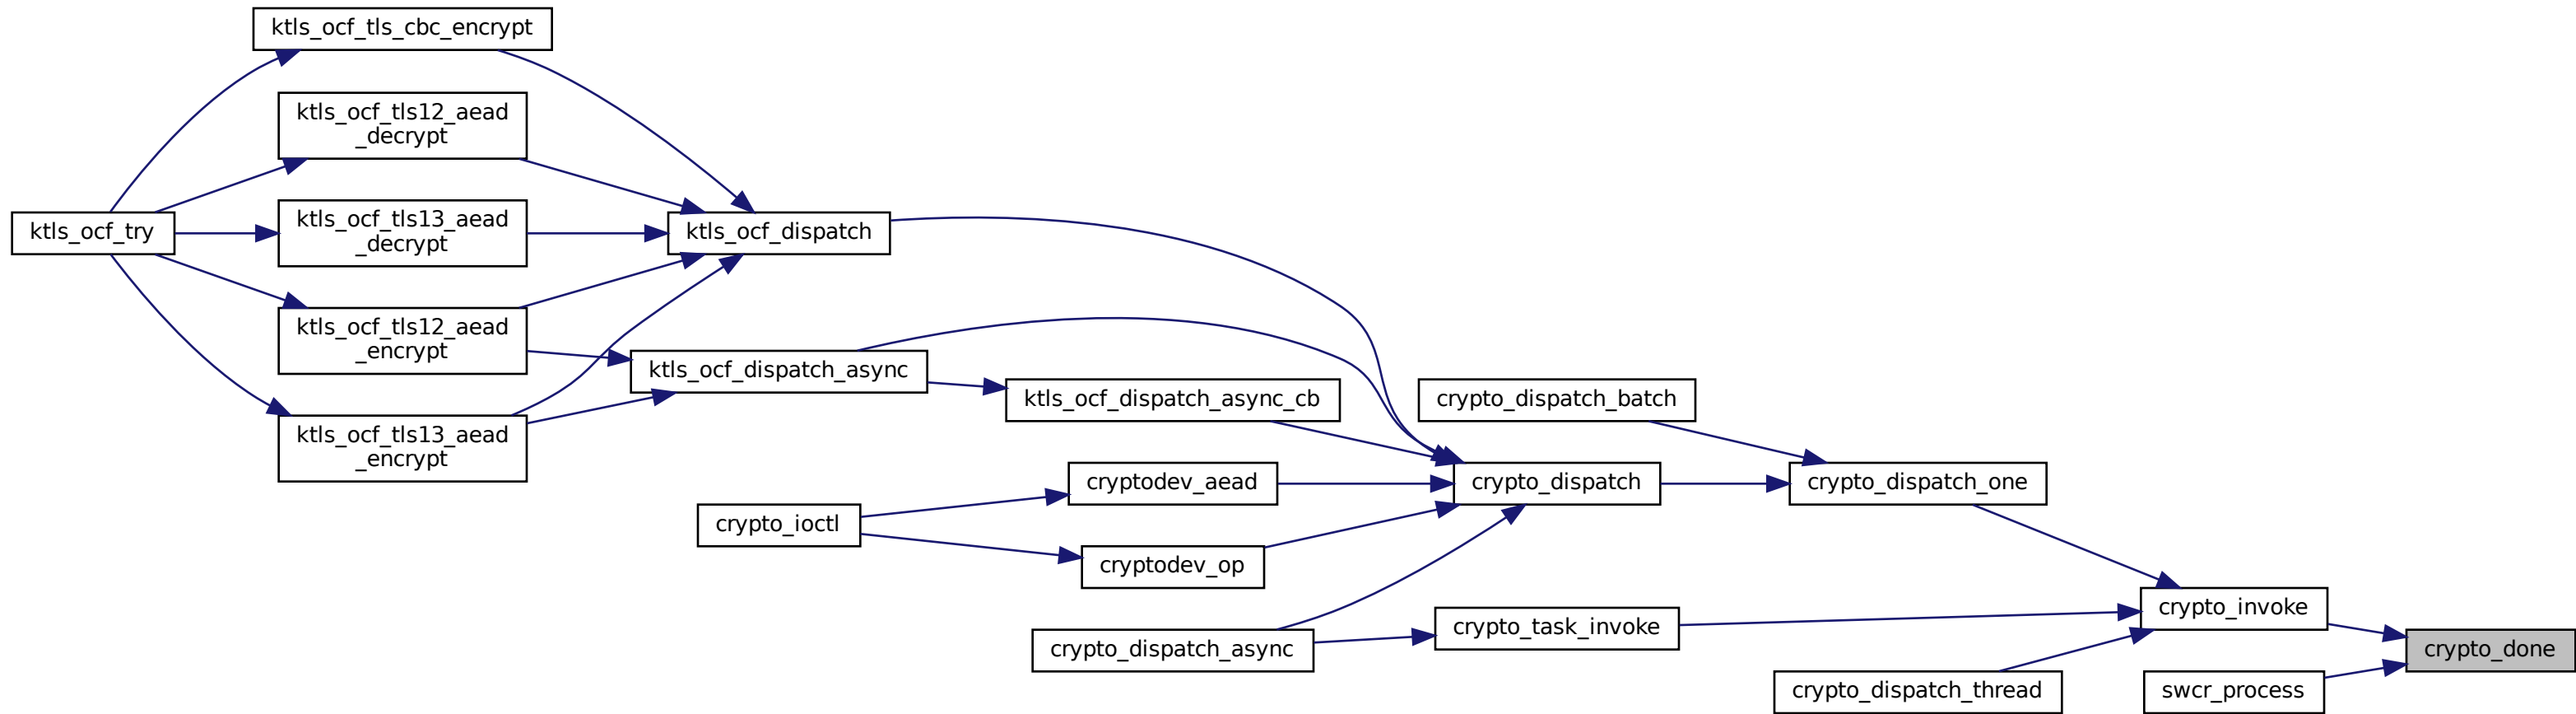 ktls_ocf_tls_cbc_encrypt
ktls_ocf_tls12_aead
_decrypt
ktls_ocf_tls13_aead
_decrypt
ktls_ocf_try
ktls_ocf_dispatch
ktls_ocf_tls12_aead
_encrypt
ktls_ocf_dispatch_async
ktls_ocf_dispatch_async_cb
crypto_dispatch_batch
ktls_ocf_tls13_aead
_encrypt
cryptodev_aead
crypto_dispatch
crypto_dispatch_one
crypto_ioctl
cryptodev_op
crypto_invoke
crypto_task_invoke
crypto_dispatch_async
crypto_done
crypto_dispatch_thread
swcr_process